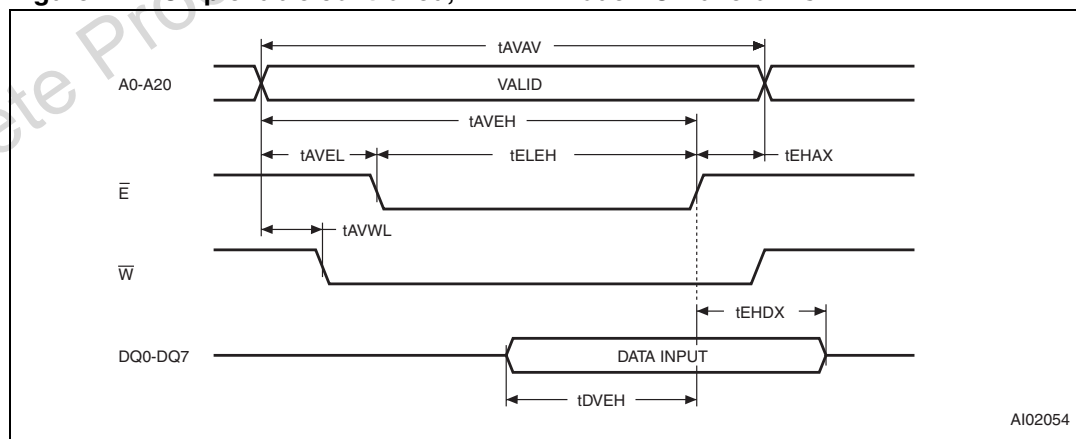 tAVAV
A0-A20
VALID
tAVEH
tAVEL
tELEH
tEHAX
E
tAVWL
W
tEHDX
DQ0-DQ7
DATA INPUT
tDVEH
AI02054